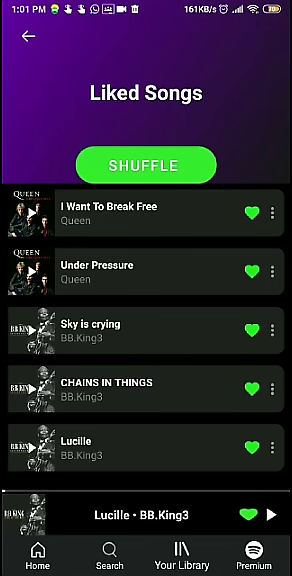 1:01 PM
161KB/s
70
Liked Songs
SHUFFLE
QUEEN
I Want To Break Free
Queen
QUEEN
Under Pressure
Queen
B.B.KING
Sky is crying
BB.King3
B.B.KING
CHAINS IN THINGS
BB.King3
B.B.KING
Lucille
BB.King3
B.B.KING
Lucille • BB.King3
Home
Search
Your Library
Premium